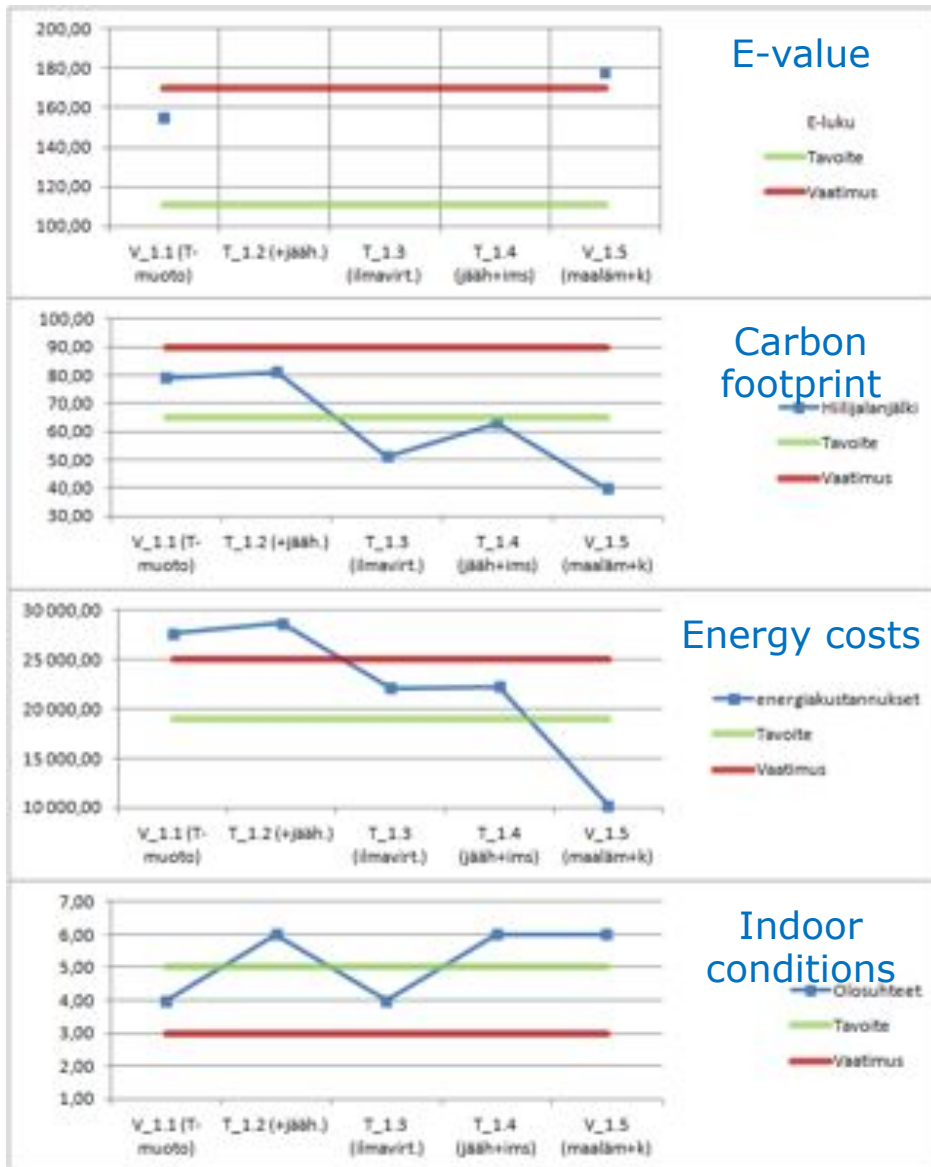 200,00
180,00
160,00
140,00
120,00
100,00
V_1.1 (T-
muoto)
T_1.2 (+jääh.)
T_1.3
(ilmavirt.)
T_1.4
(jääh+ims)
V_1.5
(maaläm+k)
E-value
E-luku
Tavoite
Vaatimus
100,00
90,00
80,00
70,00
60,00
50,00
40,00
30,00
V_1.1 (T-
muoto)
T_1.2 (+jääh.)
T_1.3
(ilmavirt.)
T_1.4
(jääh+ims)
V_1.5
(maaläm+k)
Carbon
footprint
Hiilijalanjälki
Tavoite
Vaatimus
30 000,00
25 000,00
20 000,00
15 000,00
10 000,00
V_1.1 (T-
muoto)
T_1.2 (+jääh.)
T_1.3
(ilmavirt.)
T_1.4
(jääh+ims)
V_1.5
(maaläm+k)
Energy costs
energiakustannukset
Tavoite
Vaatimus
7,00
6,00
5,00
4,00
3,00
2,00
1,00
V_1.1 (T-
muoto)
T_1.2 (+jääh.)
T_1.3
(ilmavirt.)
T_1.4
(jääh+ims)
V_1.5
(maaläm+k)
Indoor
conditions
Olosuhteet
Tavoite
Vaatimus